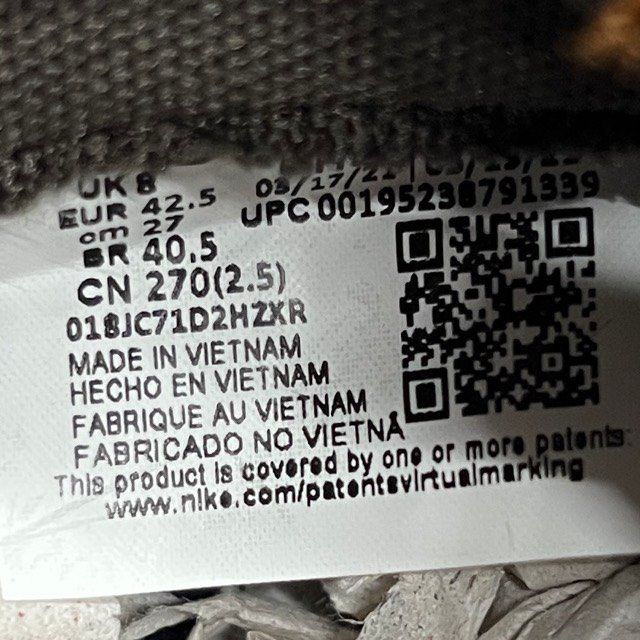 UK 8
03/17/21
EUR 42.5
UPC 00195238791339
cm 27
BR 40.5
CN 270(2.5)
018JC71D2H2XR
MADE IN VIETNAM
HECHO EN VIETNAM
FABRIQUE AU VIETNAM
FABRICADO NO VIETNÃ
This product is covered by one or more patents
www.nike.com/patentsvirtualmarking